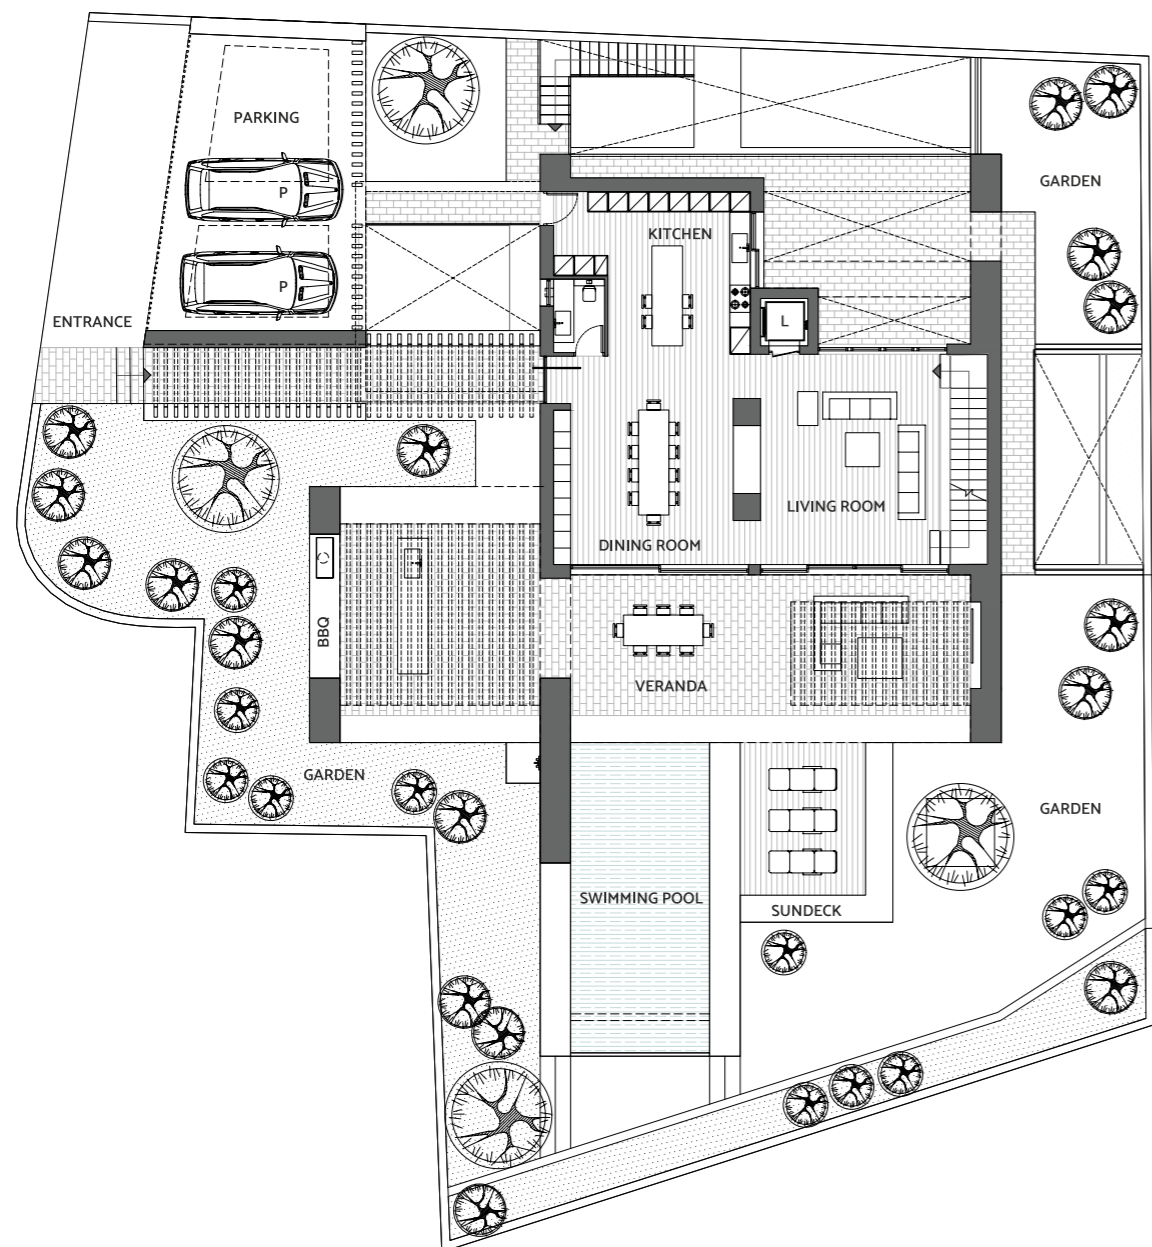 PARKING
P
P
ENTRANCE
KITCHEN
GARDEN
L
LIVING ROOM
DINING ROOM
BBQ
VERANDA
GARDEN
GARDEN
SWIMMING POOL
SUNDECK